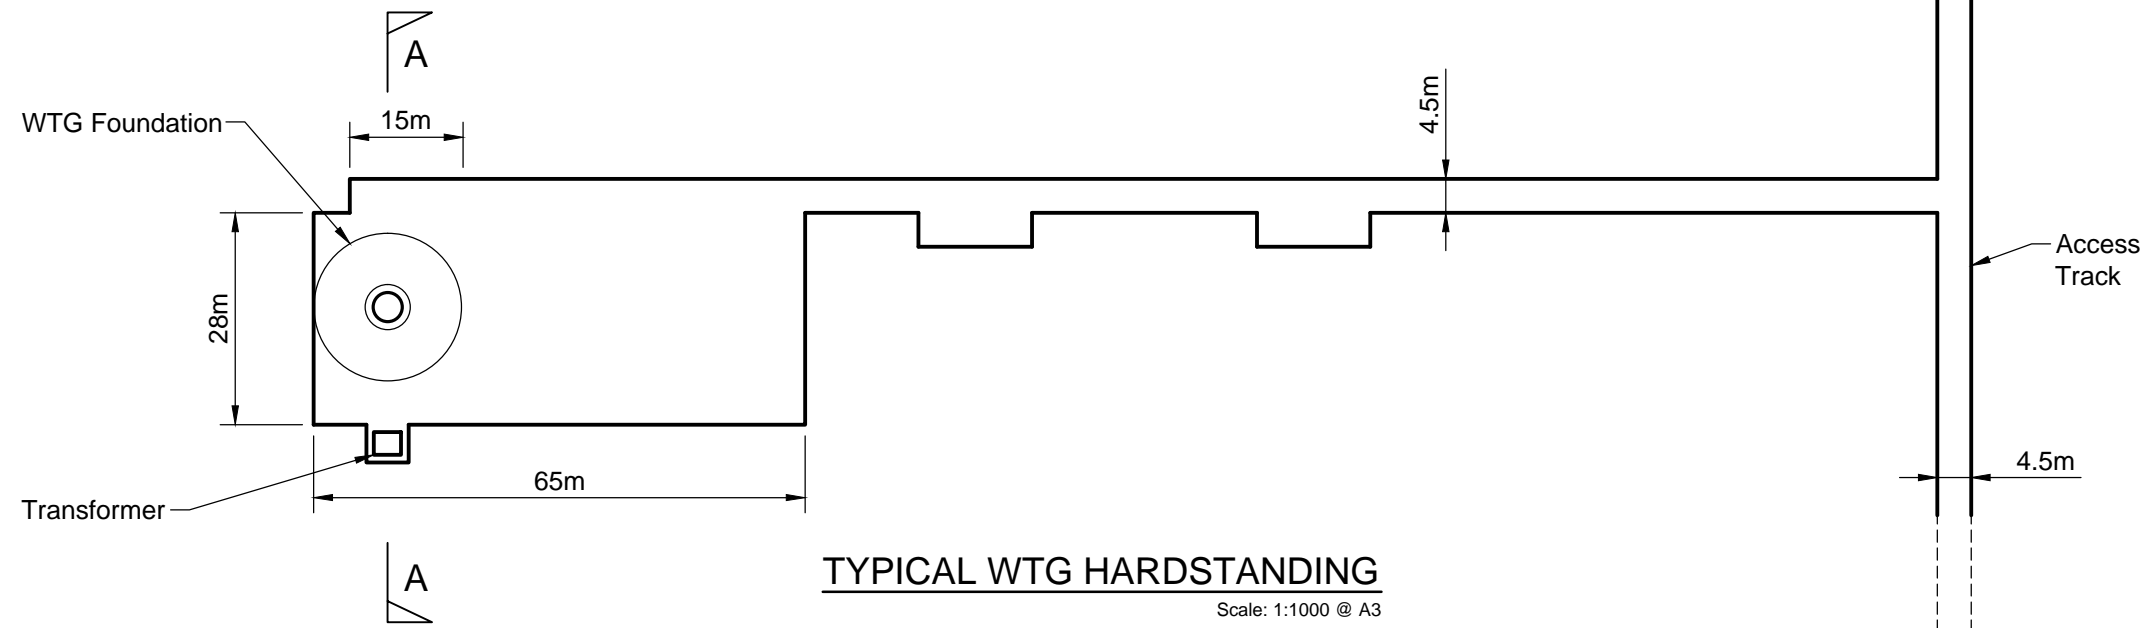 A
WTG Foundation
15m
4.5m
Access
Track
28m
65m
4.5m
Transformer
A
TYPICAL WTG HARDSTANDING
Scale: 1:1000 @ A3